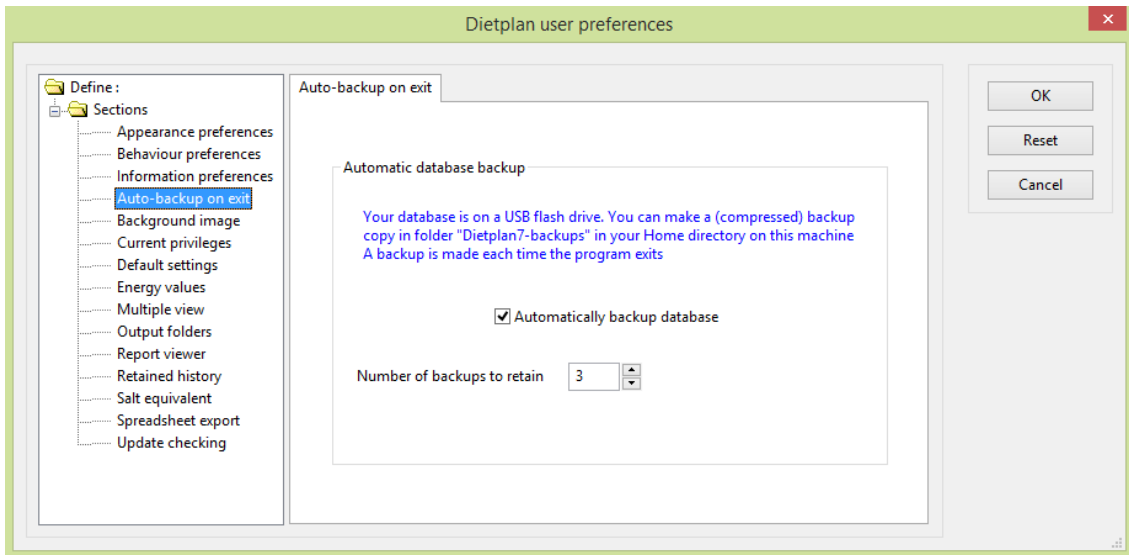 Dietplan user preferences
Define :
Sections
Appearance preferences
Behaviour preferences
Information preferences
Auto-backup on exit
Background image
Current privileges
Default settings
Energy values
Multiple view
Output folders
Report viewer
Retained history
Salt equivalent
Spreadsheet export
Update checking
Auto-backup on exit
Automatic database backup
Your database is on a USB flash drive. You can make a (compressed) backup
copy in folder "Dietplan7-backups" in your Home directory on this machine
A backup is made each time the program exits
Automatically backup database
Number of backups to retain 3
OK
Reset
Cancel